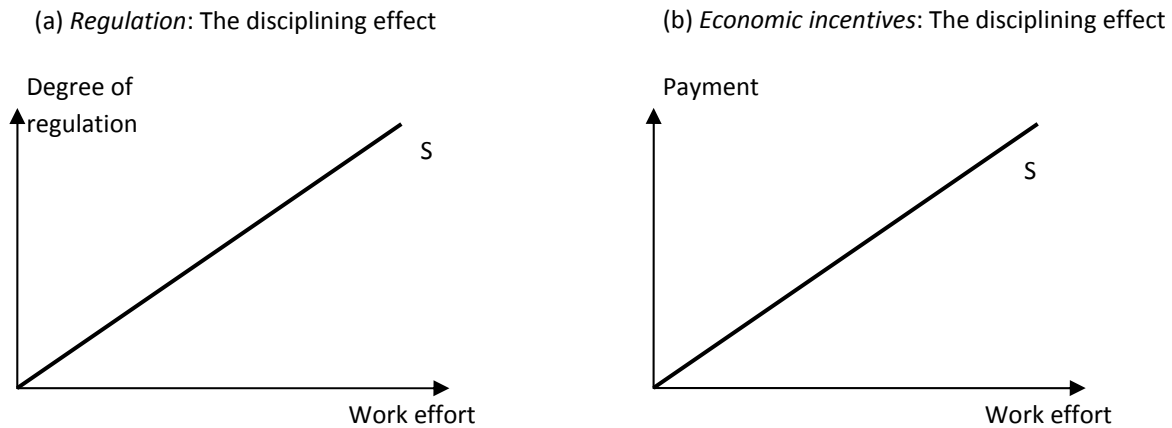 (a) Regulation: The disciplining effect
Degree of
regulation
S
Work effort
(b) Economic incentives: The disciplining effect
Payment
S
Work effort